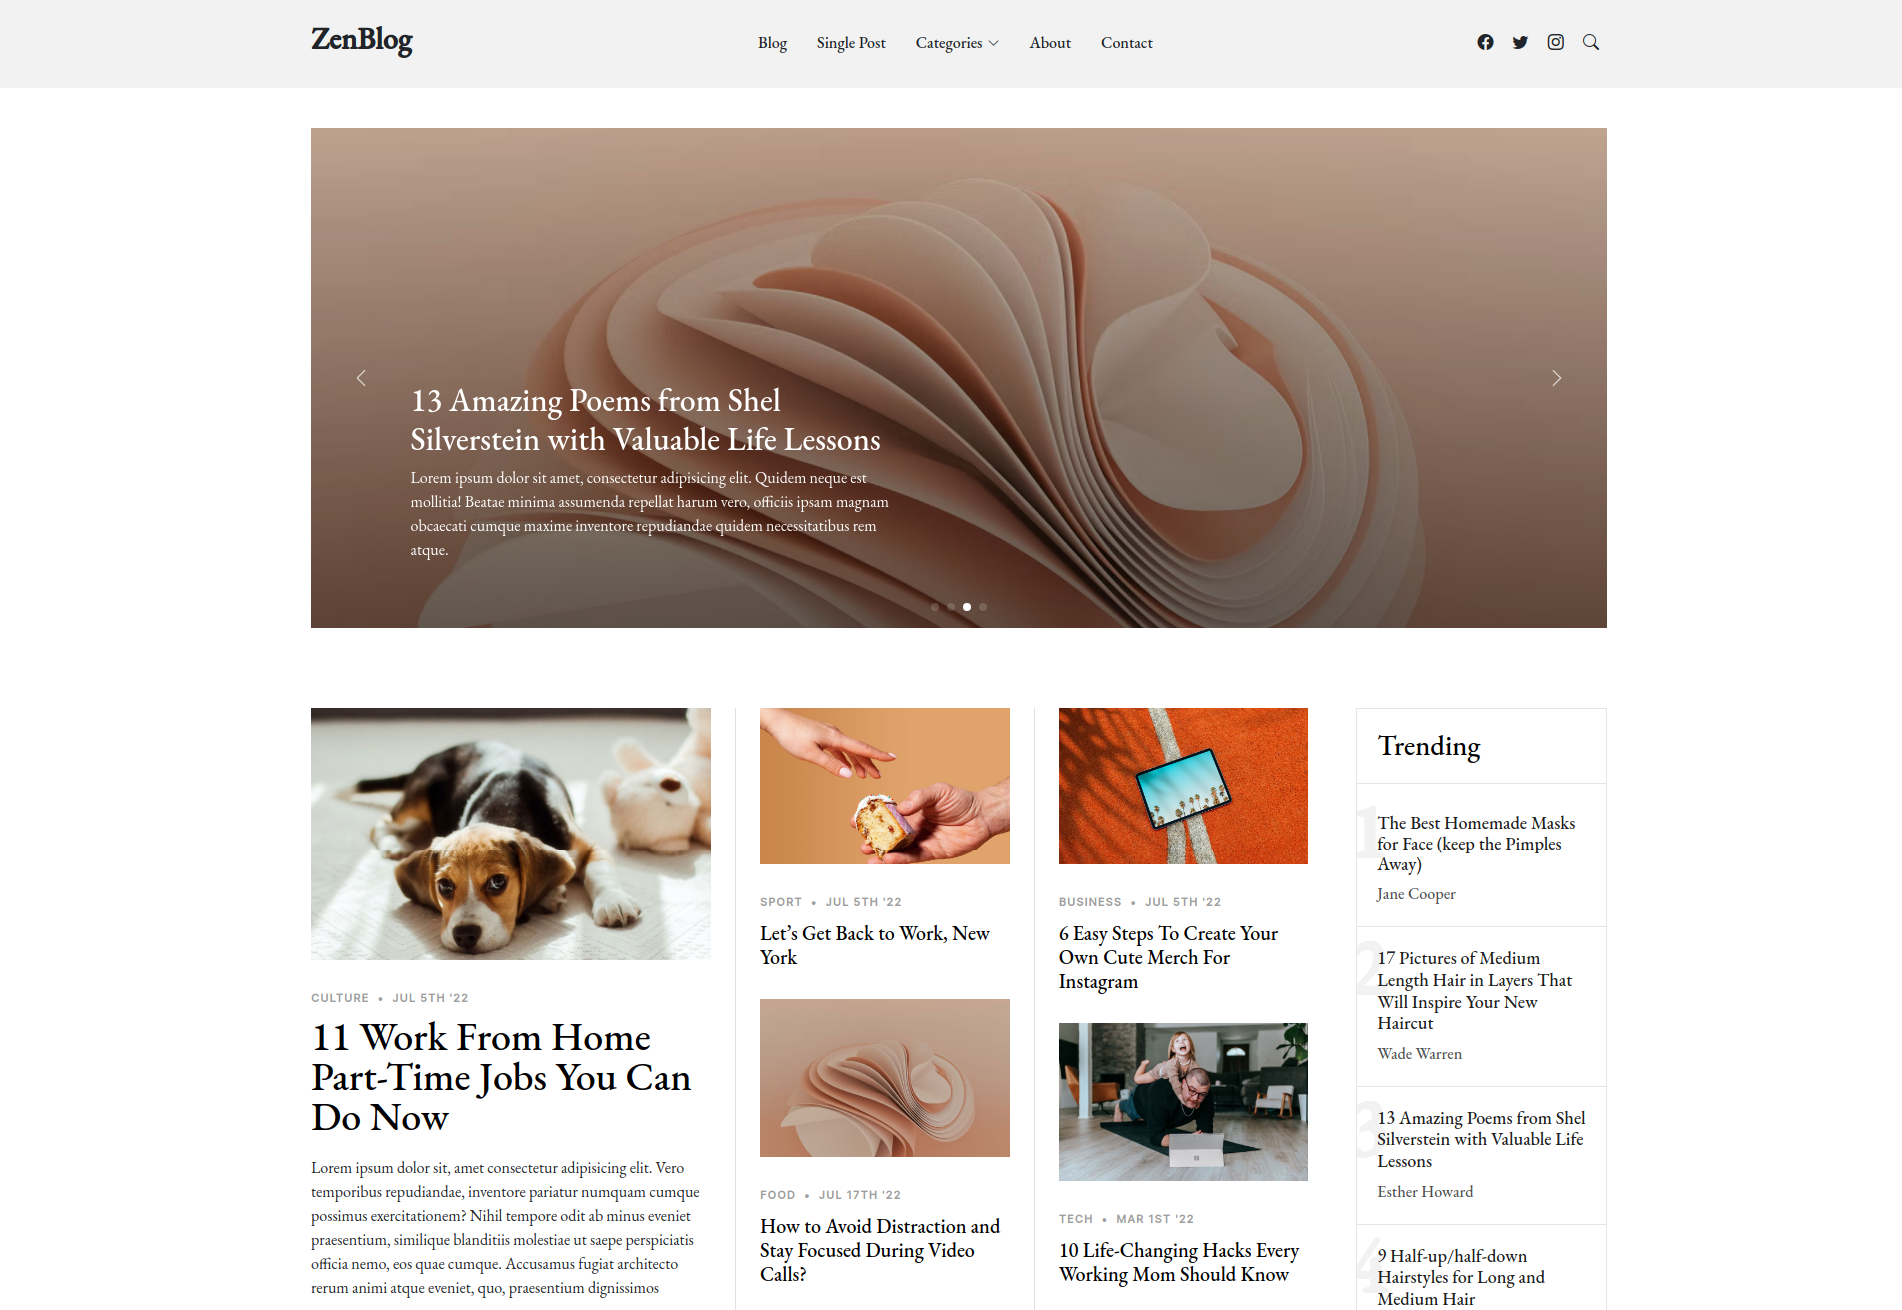 ZenBlog
Blog
Single Post
Categories
About
Contact
13 Amazing Poems from Shel
Silverstein with Valuable Life Lessons
Lorem ipsum dolor sit amet, consectetur adipisicing elit. Quidem neque est
mollitia! Beatae minima assumenda repellat harum vero, officiis ipsam magnam
obcaecati cumque maxime inventore repudiandae quidem necessitatibus rem
atque.
CULTURE • JUL 5TH '22
11 Work From Home
Part-Time Jobs You Can
Do Now
Lorem ipsum dolor sit, amet consectetur adipisicing elit. Vero
temporibus repudiandae, inventore pariatur numquam cumque
possimus exercitationem? Nihil tempore odit ab minus eveniet
praesentium, similique blanditiis molestiae ut saepe perspiciatis
officia nemo, eos quae cumque. Accusamus fugiat architecto
rerum animi atque eveniet, quo, praesentium dignissimos
SPORT • JUL 5TH '22
Let’s Get Back to Work, New
York
FOOD • JUL 17TH '22
How to Avoid Distraction and
Stay Focused During Video
Calls?
BUSINESS • JUL 5TH '22
6 Easy Steps To Create Your
Own Cute Merch For
Instagram
TECH • MAR 1ST '22
10 Life-Changing Hacks Every
Working Mom Should Know
Trending
1
The Best Homemade Masks
for Face (keep the Pimples
Away)
Jane Cooper
2
17 Pictures of Medium
Length Hair in Layers That
Will Inspire Your New
Haircut
Wade Warren
3
13 Amazing Poems from Shel
Silverstein with Valuable Life
Lessons
Esther Howard
4
9 Half-up/half-down
Hairstyles for Long and
Medium Hair